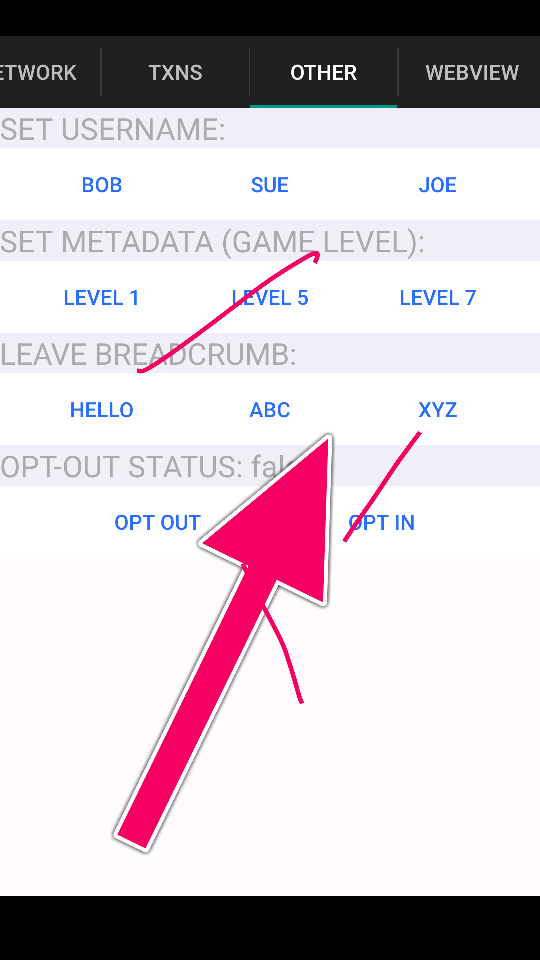 ETWORK TXNS OTHER WEBVIEW
SET USERNAME:
BOB SUE JOE
SET METADATA (GAME LEVEL):
LEVEL 1 LEVEL 5 LEVEL 7
LEAVE BREADCRUMB:
HELLO ABC XYZ
OPT-OUT STATUS: fal
OPT OUT OPT IN